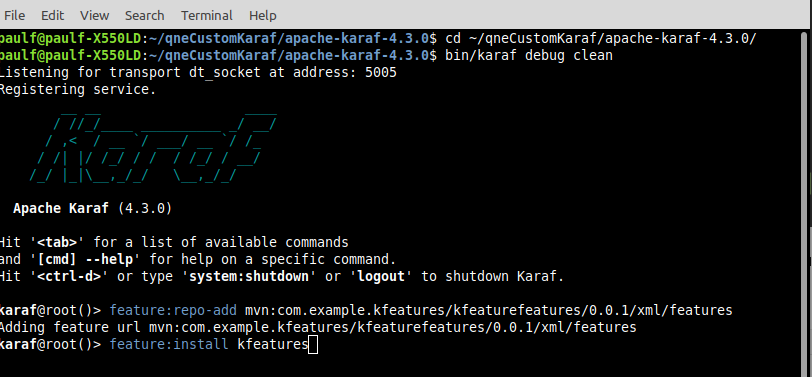 File Edit View Search Terminal Help
paulf@paulf-X550LD:~/qneCustomKaraf/apache-karaf-4.3.0$ cd ~/qneCustomKaraf/apache-karaf-4.3.0/
paulf@paulf-X550LD:~/qneCustomKaraf/apache-karaf-4.3.0$ bin/karaf debug clean
Listening for transport dt_socket at address: 5005
Registering service.
Karaf
Apache Karaf (4.3.0)
Hit '<tab>' for a list of available commands
and '[cmd] --help' for help on a specific command.
Hit '<ctrl-d>' or type 'system:shutdown' or 'logout' to shutdown Karaf.
karaf@root()> feature:repo-add mvn:com.example.kfeatures/kfeaturefeatures/0.0.1/xml/features
Adding feature url mvn:com.example.kfeatures/kfeaturefeatures/0.0.1/xml/features
karaf@root()> feature:install kfeatures